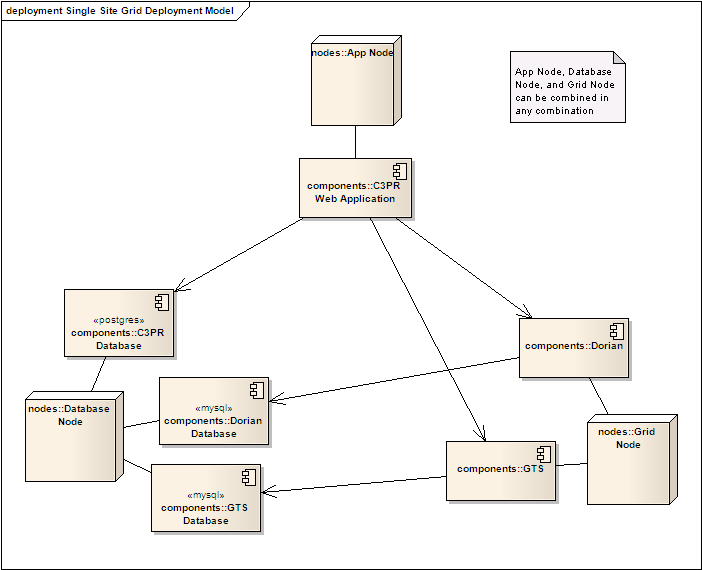 deployment Single Site Grid Deployment Model
nodes::App Node
App Node, Database
Node, and Grid Node
can be combined in
any combination
components::C3PR
Web Application
«postgres»
components::C3PR
Database
components::Dorian
nodes::Database
Node
«mysql»
components::Dorian
Database
nodes::Grid
Node
components::GTS
«mysql»
components::GTS
Database